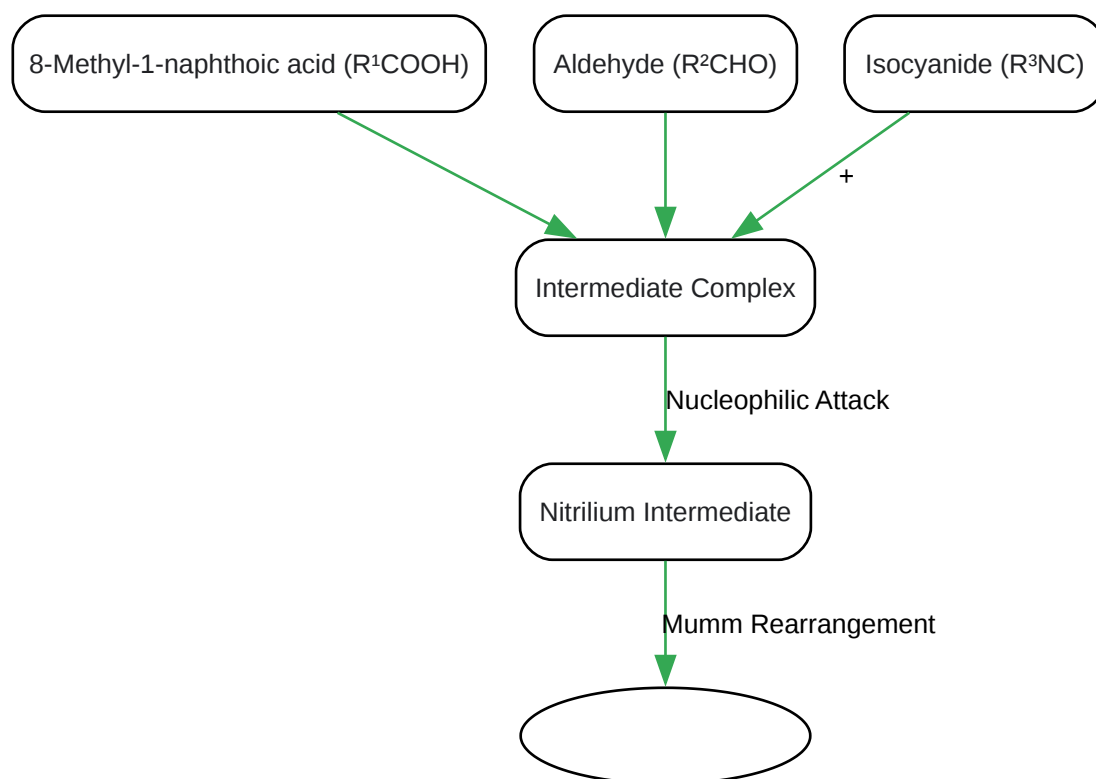 8-Methyl-1-naphthoic acid (R¹COOH)
Aldehyde (R²CHO)
Isocyanide (R³NC)
+
Intermediate Complex
Nucleophilic Attack
Nitrilium Intermediate
Mumm Rearrangement